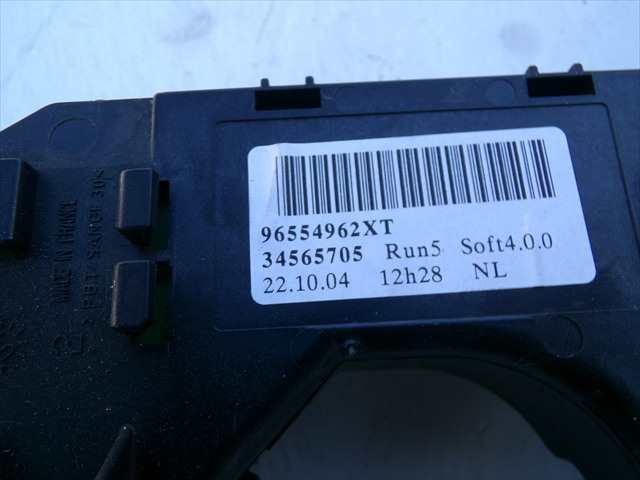 96554962XT
34565705 Run5 Soft4.0.0
22.10.04 12h28 NL
MADE IN FRANCE